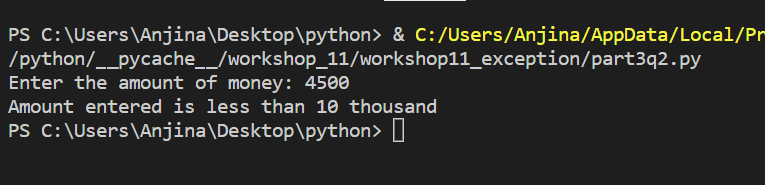 PS C:\Users\Anjina\Desktop\python> & C:/Users/Anjina/AppData/Local/Pr
/python/__pycache__/workshop_11/workshop11_exception/part3q2.py
Enter the amount of money: 4500
Amount entered is less than 10 thousand
PS C:\Users\Anjina\Desktop\python>